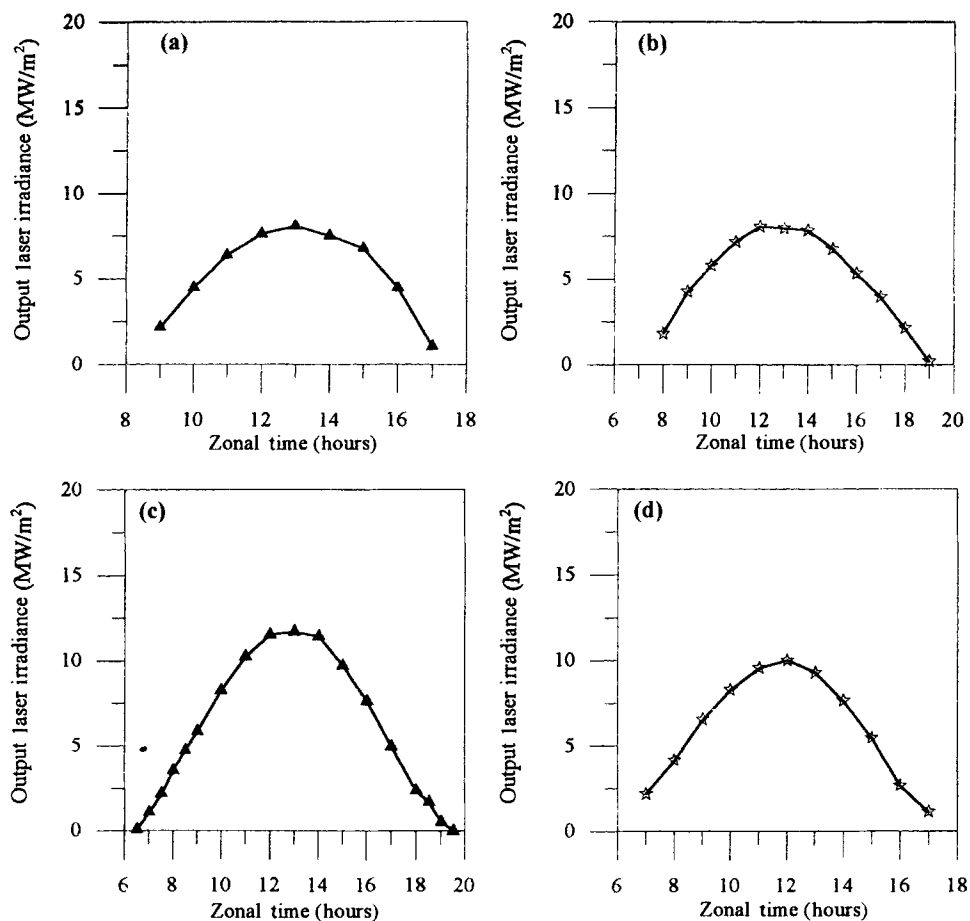 (a)
Output laser irradiance (MW/m²)
20
15
10
5
0
8 10 12 14 16 18
Zonal time (hours)
(b)
Output laser irradiance (MW/m²)
20
15
10
5
0
6 8 10 12 14 16 18 20
Zonal time (hours)
(c)
Output laser irradiance (MW/m²)
20
15
10
5
0
6 8 10 12 14 16 18 20
Zonal time (hours)
(d)
Output laser irradiance (MW/m²)
20
15
10
5
0
6 8 10 12 14 16 18
Zonal time (hours)